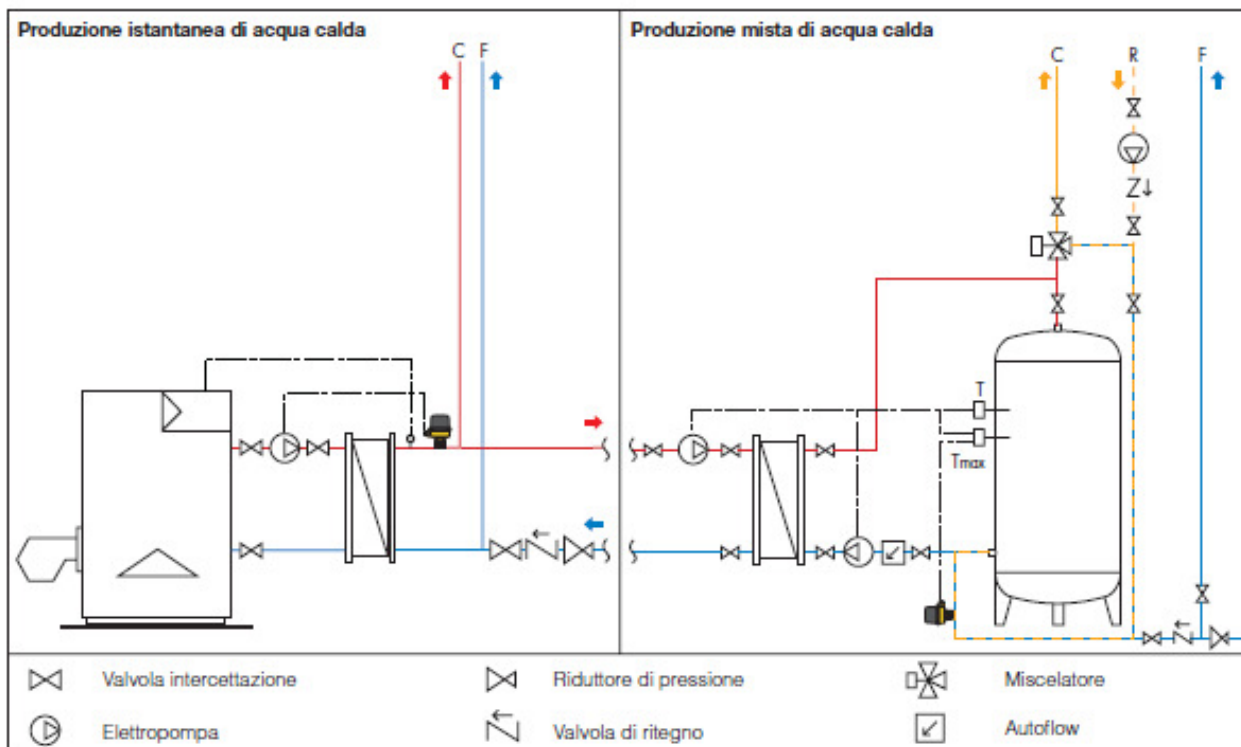 Produzione istantanea di acqua calda
C F
Produzione mista di acqua calda
C R F
T
Tmax
Valvola intercettazione
Riduttore di pressione
Miscelatore
Elettropompa
Valvola di ritegno
Autoflow